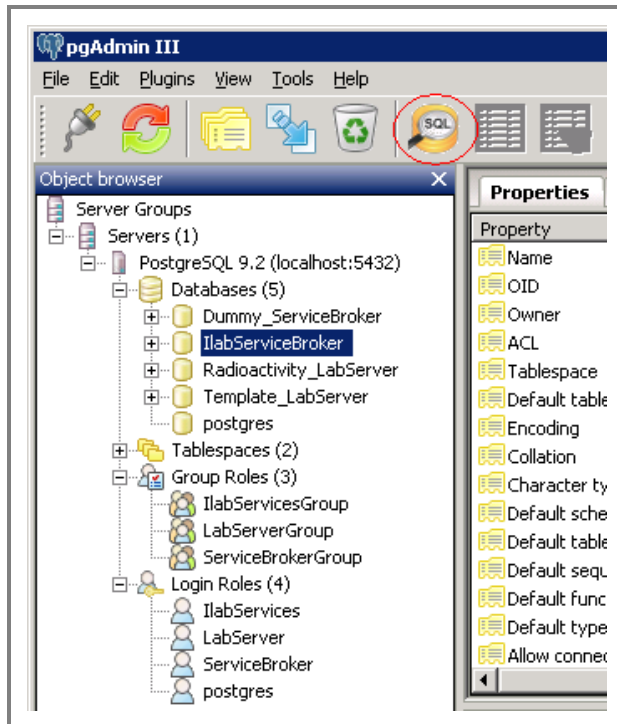 pgAdmin III
File Edit Plugins View Tools Help
SQL
Object browser
Server Groups
Servers (1)
PostgreSQL 9.2 (localhost:5432)
Databases (5)
Dummy_ServiceBroker
IlabServiceBroker
Radioactivity_LabServer
Template_LabServer
postgres
Tablespaces (2)
Group Roles (3)
IlabServicesGroup
LabServerGroup
ServiceBrokerGroup
Login Roles (4)
IlabServices
LabServer
ServiceBroker
postgres
Properties
Property
Name
OID
Owner
ACL
Tablespace
Default table
Encoding
Collation
Character ty
Default sche
Default table
Default sequ
Default func
Default type
Allow connec